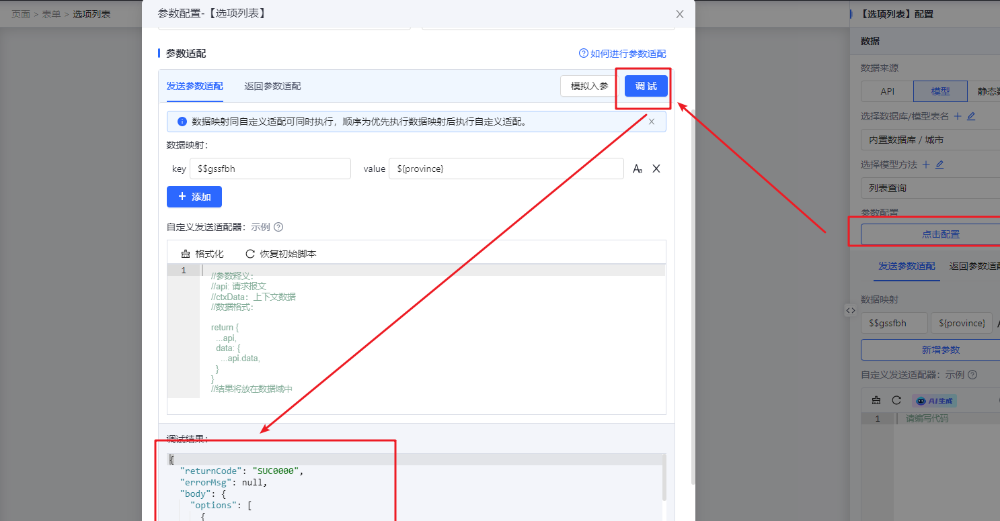 页面 > 表单 > 选项列表
参数配置-【选项列表】
参数适配
如何进行参数适配
发送参数适配 返回参数适配 模拟入参 调 试
数据映射同自定义适配可同时执行，顺序为优先执行数据映射后执行自定义适配。
数据映射：
key $$gssfbh value ${province}
+ 添加
自定义发送适配器：示例
格式化 恢复初始脚本
1
//参数释义：
//api: 请求报文
//ctxData：上下文数据
//数据格式：
return {
...api,
data: {
...api.data,
}
}
//结果将放在数据域中
调试结果：
{
"returnCode": "SUC0000",
"errorMsg": null,
"body": {
"options": [
{
【选项列表】配置
数据
数据来源
API 模型 静态数
选择数据库/模型表名
内置数据库 / 城市
选择模型方法
列表查询
参数配置
点击配置
发送参数适配 返回参数适配
数据映射
$$gssfbh ${province}
新增参数
自定义发送适配器：示例
AI生成
1 请编写代码